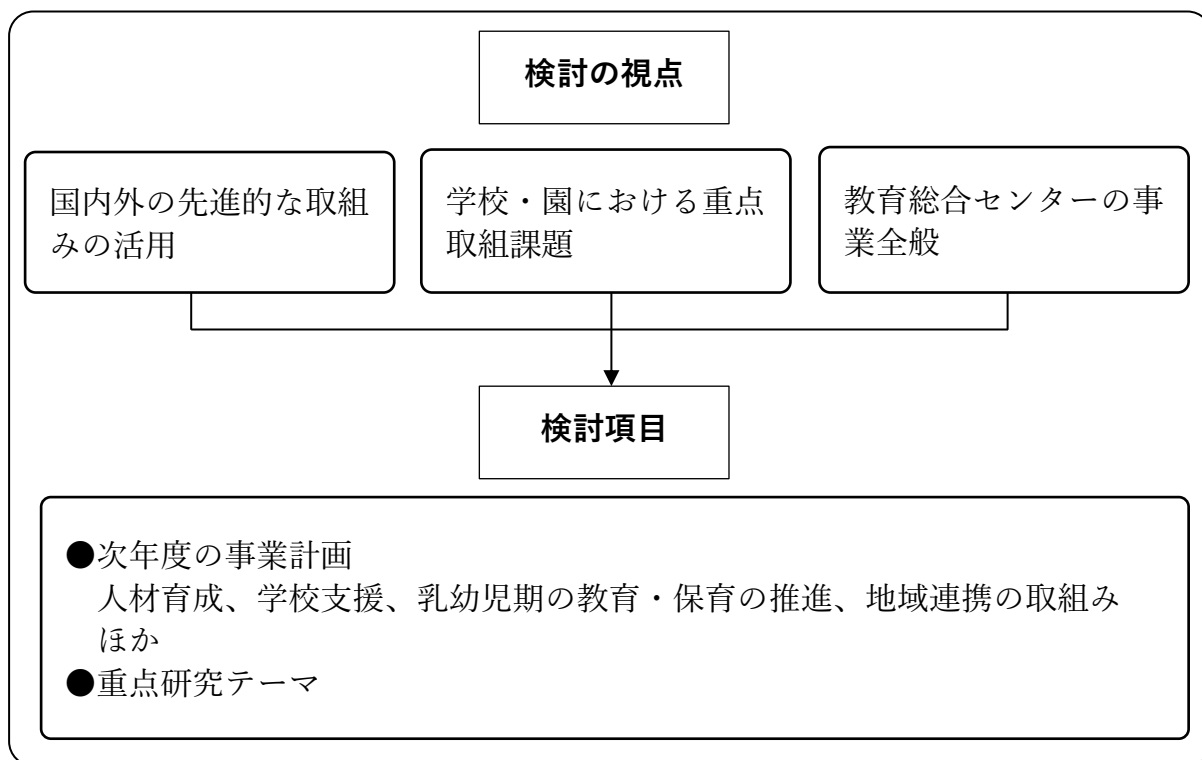 検討の視点
国内外の先進的な取組
みの活用
学校・園における重点
取組課題
教育総合センターの事
業全般
検討項目
●次年度の事業計画
人材育成、学校支援、乳幼児期の教育・保育の推進、地域連携の取組み
ほか
●重点研究テーマ